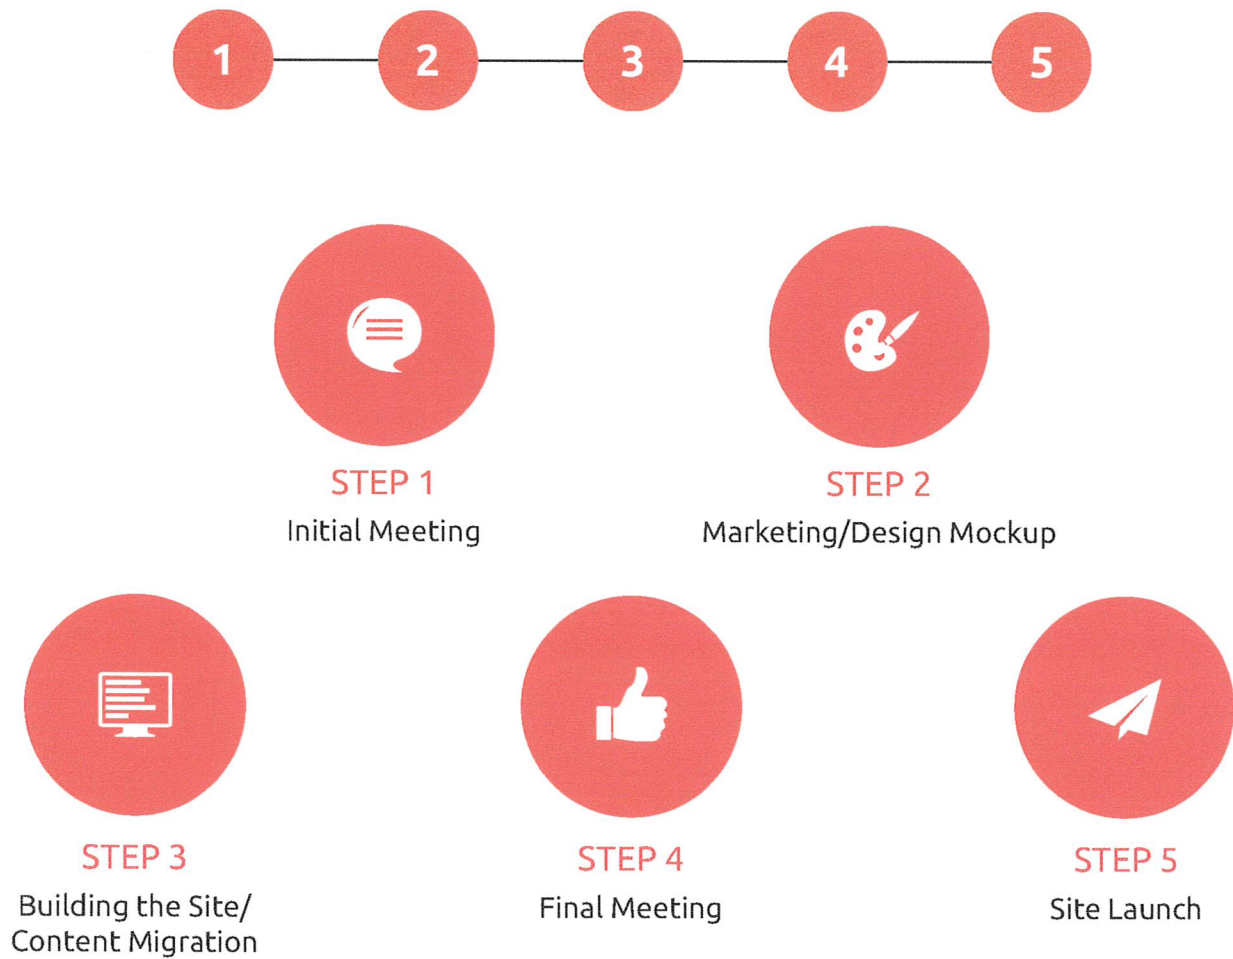 1 2 3 4 5
STEP 1
Initial Meeting
STEP 2
Marketing/Design Mockup
STEP 3
Building the Site/
Content Migration
STEP 4
Final Meeting
STEP 5
Site Launch